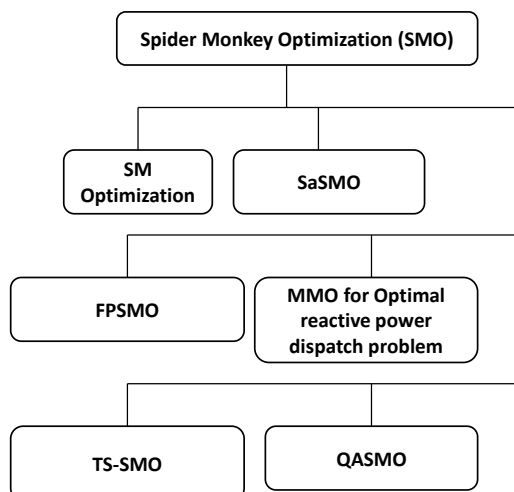 Spider Monkey Optimization (SMO)
SM
Optimization
SaSMO
FPSMO
MMO for Optimal
reactive power
dispatch problem
TS-SMO
QASMO